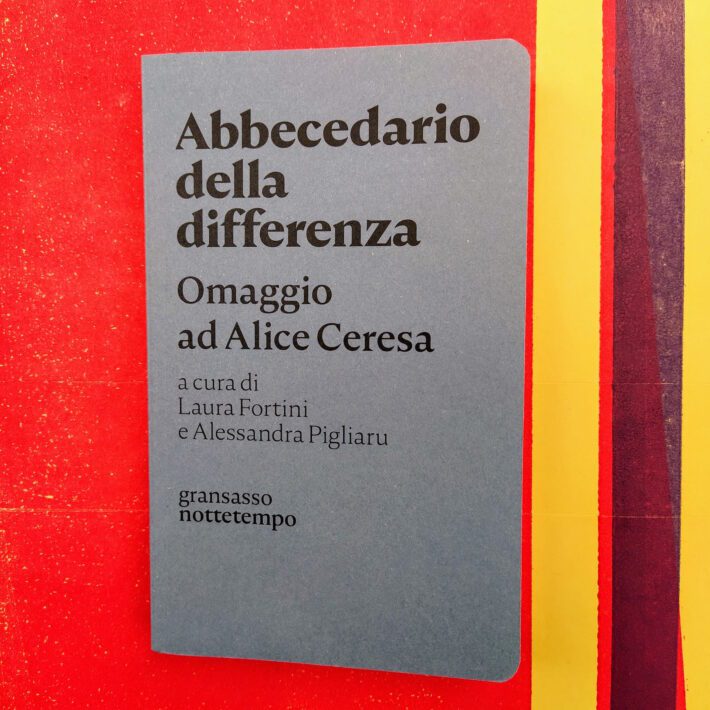 Abbecedario
della
differenza
Omaggio
ad Alice Ceresa
a cura di
Laura Fortini
e Alessandra Pigliaru
gransasso
nottetempo